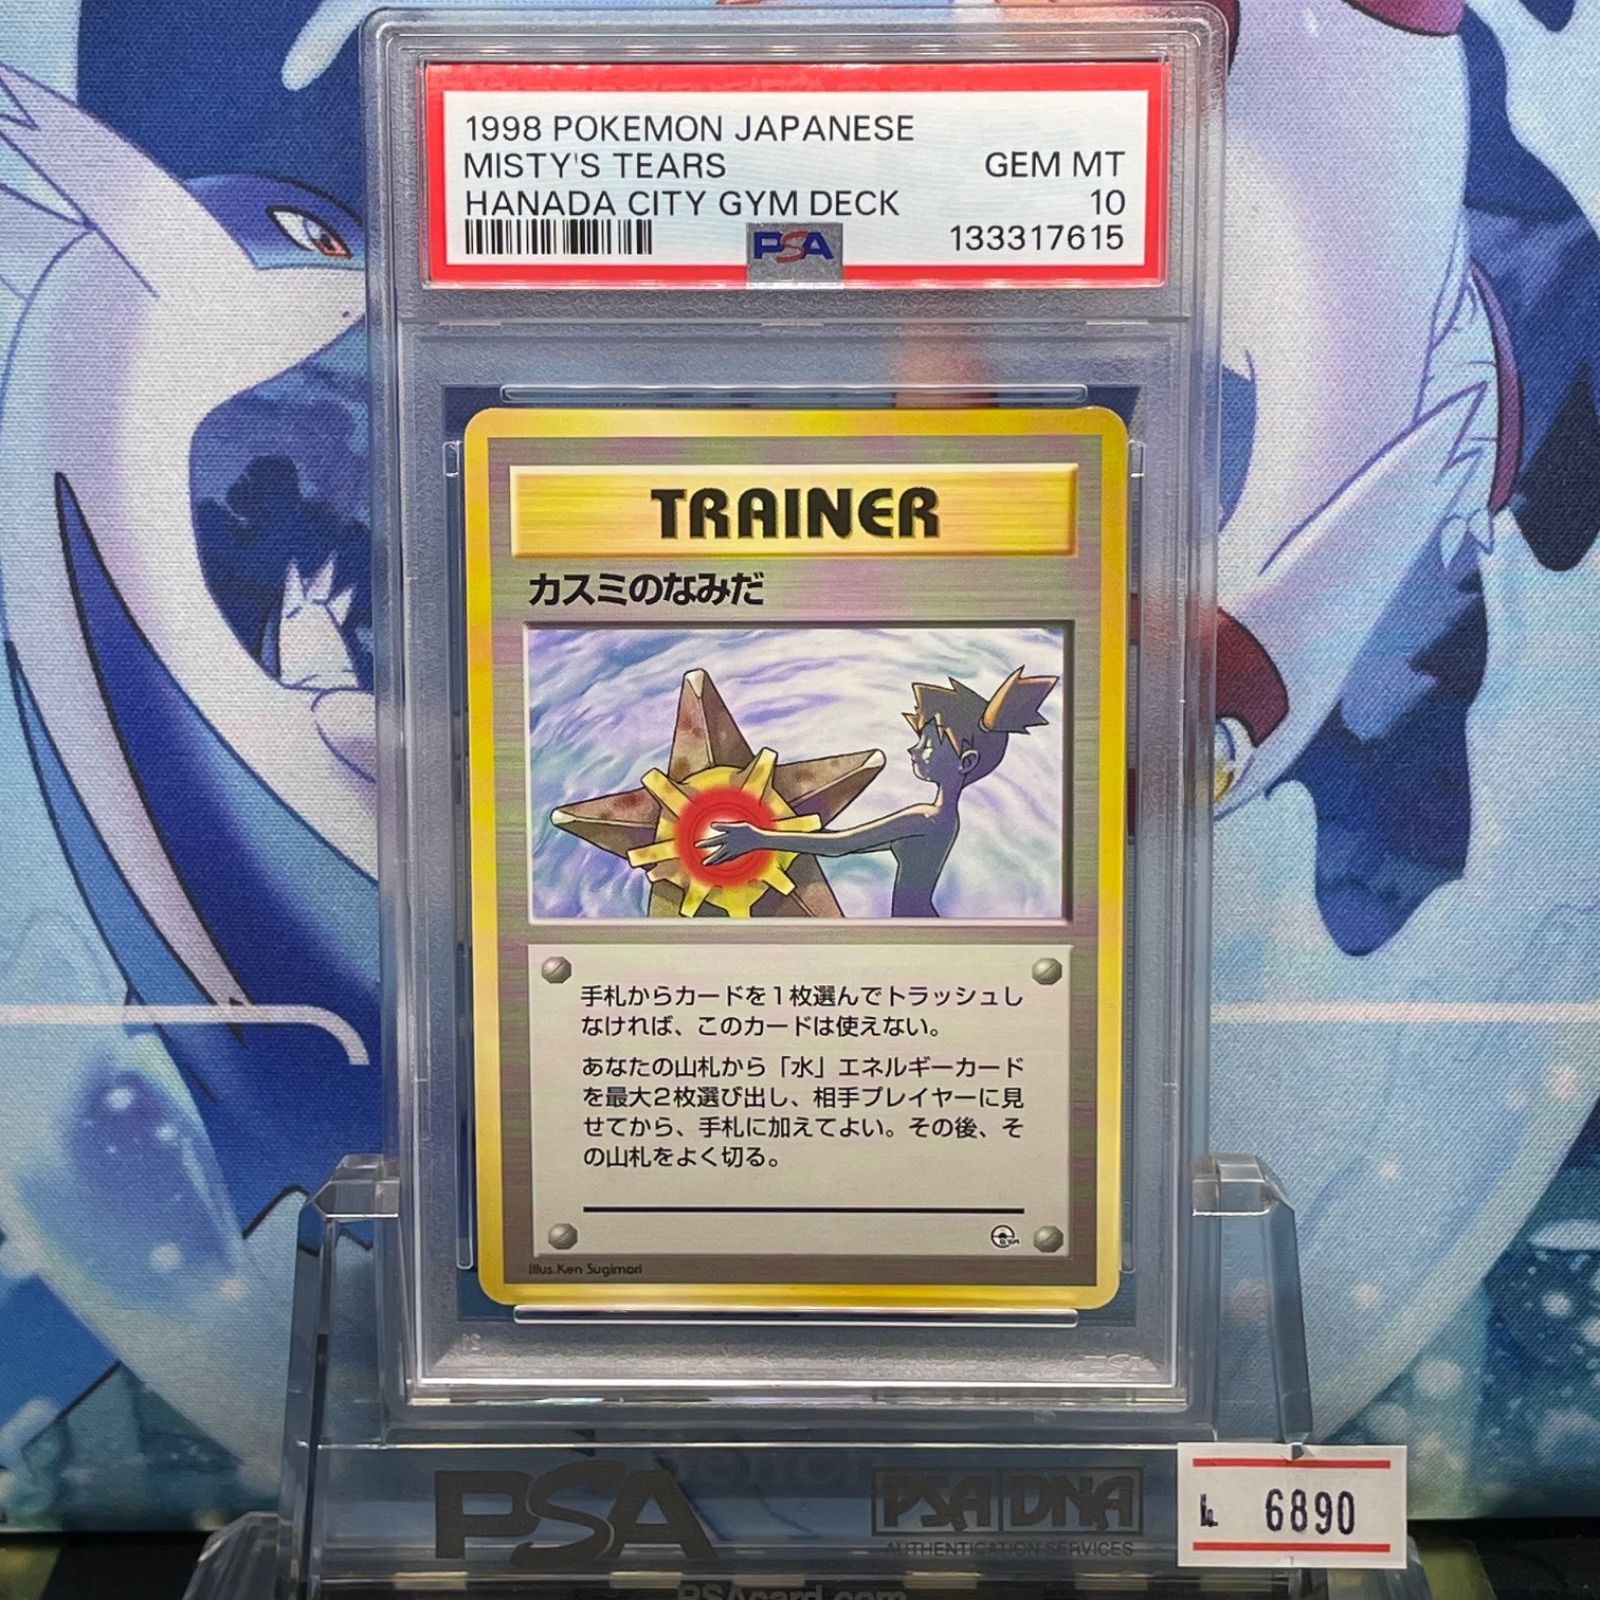 1998 POKEMON JAPANESE
MISTY'S TEARS GEM MT
HANADA CITY GYM DECK 10
PSA 133317615
TRAINER
カスミのなみだ
手札からカードを1枚選んでトラッシュし
なければ、このカードは使えない。
あなたの山札から「水」エネルギーカード
を最大2枚選び出し、相手プレイヤーに見
せてから、手札に加えてよい。その後、そ
の山札をよく切る。
GYM
Illus. Ken Sugimori
PSA
PSA DNA
AUTHENTICATION SERVICES
6890
PSAcard.com